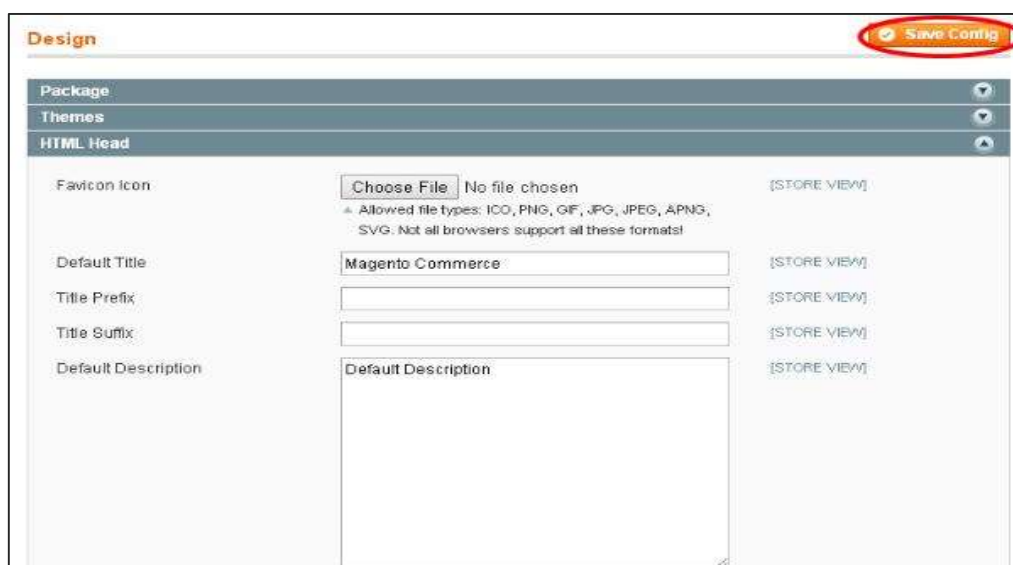 Design
Save Config
Package
Themes
HTML Head
Favicon Icon
Choose File No file chosen
[STORE VIEW]
Allowed file types: ICO, PNG, GIF, JPG, JPEG, APNG,
SVG. Not all browsers support all these formats!
Default Title
Magento Commerce
[STORE VIEW]
Title Prefix
[STORE VIEW]
Title Suffix
[STORE VIEW]
Default Description
Default Description
[STORE VIEW]